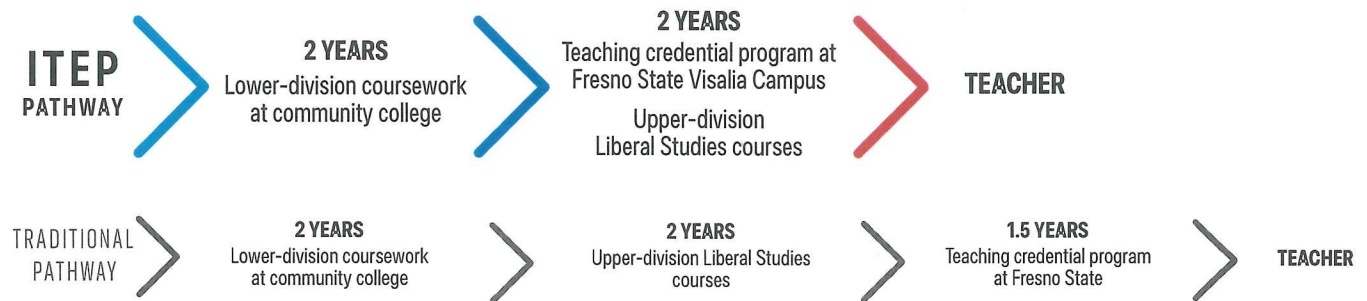 ITEP
PATHWAY
2 YEARS
Lower-division coursework
at community college
2 YEARS
Teaching credential program at
Fresno State Visalia Campus
Upper-division
Liberal Studies courses
TEACHER
TRADITIONAL
PATHWAY
2 YEARS
Lower-division coursework
at community college
2 YEARS
Upper-division Liberal Studies
courses
1.5 YEARS
Teaching credential program
at Fresno State
TEACHER